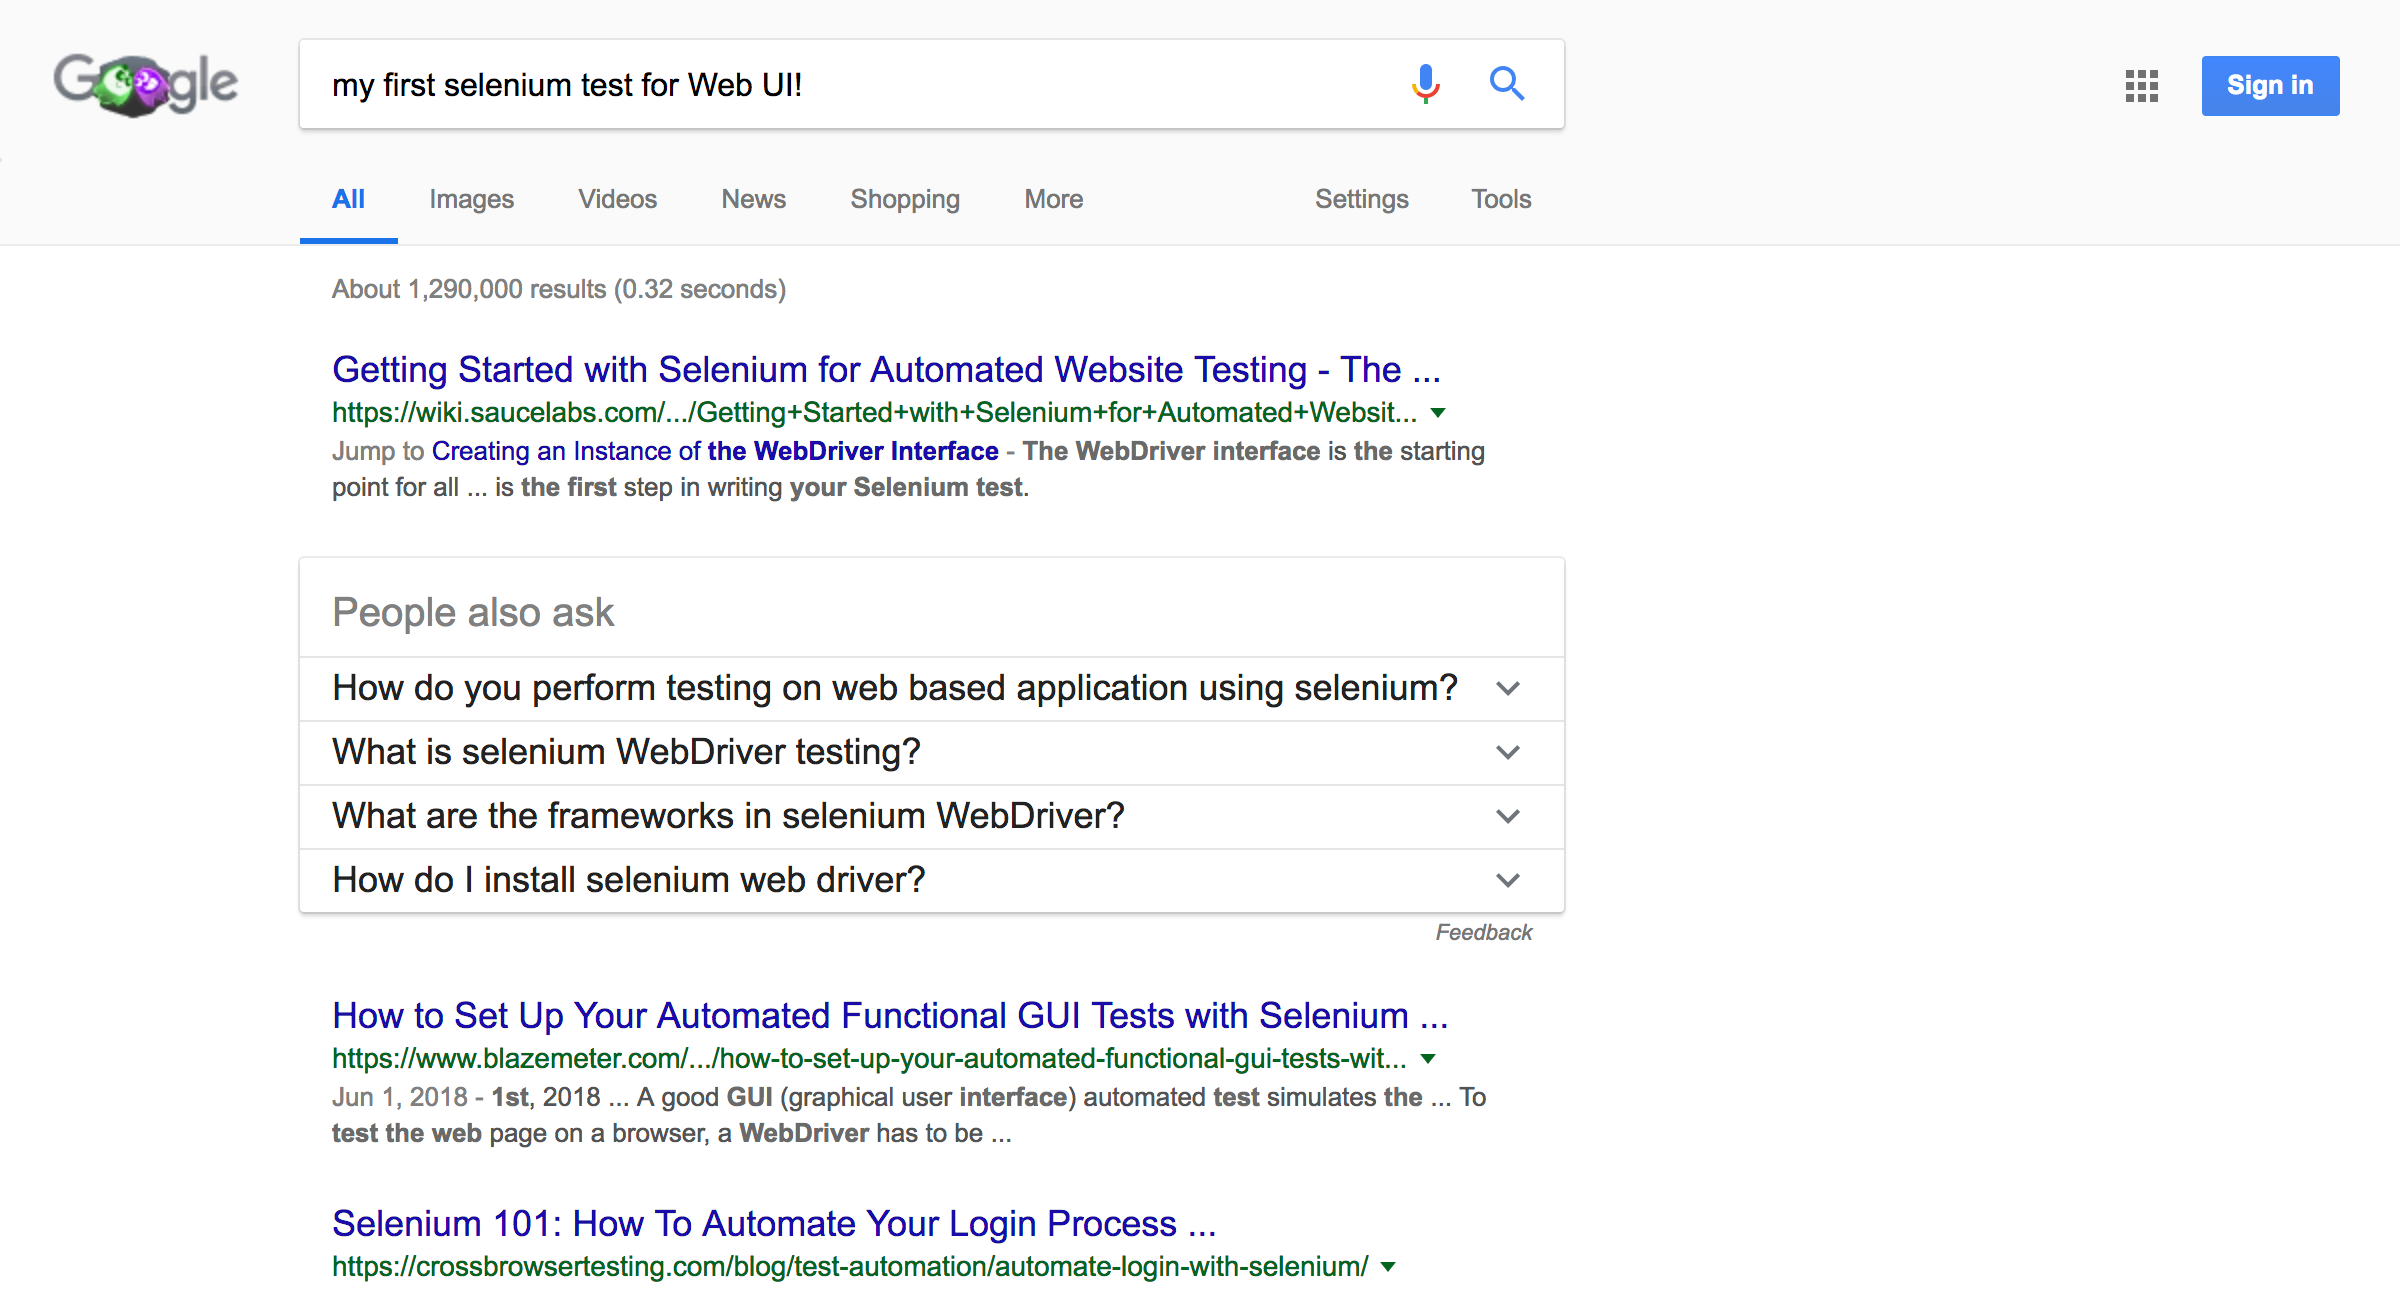 Google
my first selenium test for Web UI!
Sign in
All Images Videos News Shopping More Settings Tools
About 1,290,000 results (0.32 seconds)
Getting Started with Selenium for Automated Website Testing - The ...
https://wiki.saucelabs.com/.../Getting+Started+with+Selenium+for+Automated+Websit...
Jump to Creating an Instance of the WebDriver Interface - The WebDriver interface is the starting
point for all ... is the first step in writing your Selenium test.
People also ask
How do you perform testing on web based application using selenium?
What is selenium WebDriver testing?
What are the frameworks in selenium WebDriver?
How do I install selenium web driver?
Feedback
How to Set Up Your Automated Functional GUI Tests with Selenium ...
https://www.blazemeter.com/.../how-to-set-up-your-automated-functional-gui-tests-wit...
Jun 1, 2018 - 1st, 2018 ... A good GUI (graphical user interface) automated test simulates the ... To
test the web page on a browser, a WebDriver has to be ...
Selenium 101: How To Automate Your Login Process ...
https://crossbrowsertesting.com/blog/test-automation/automate-login-with-selenium/